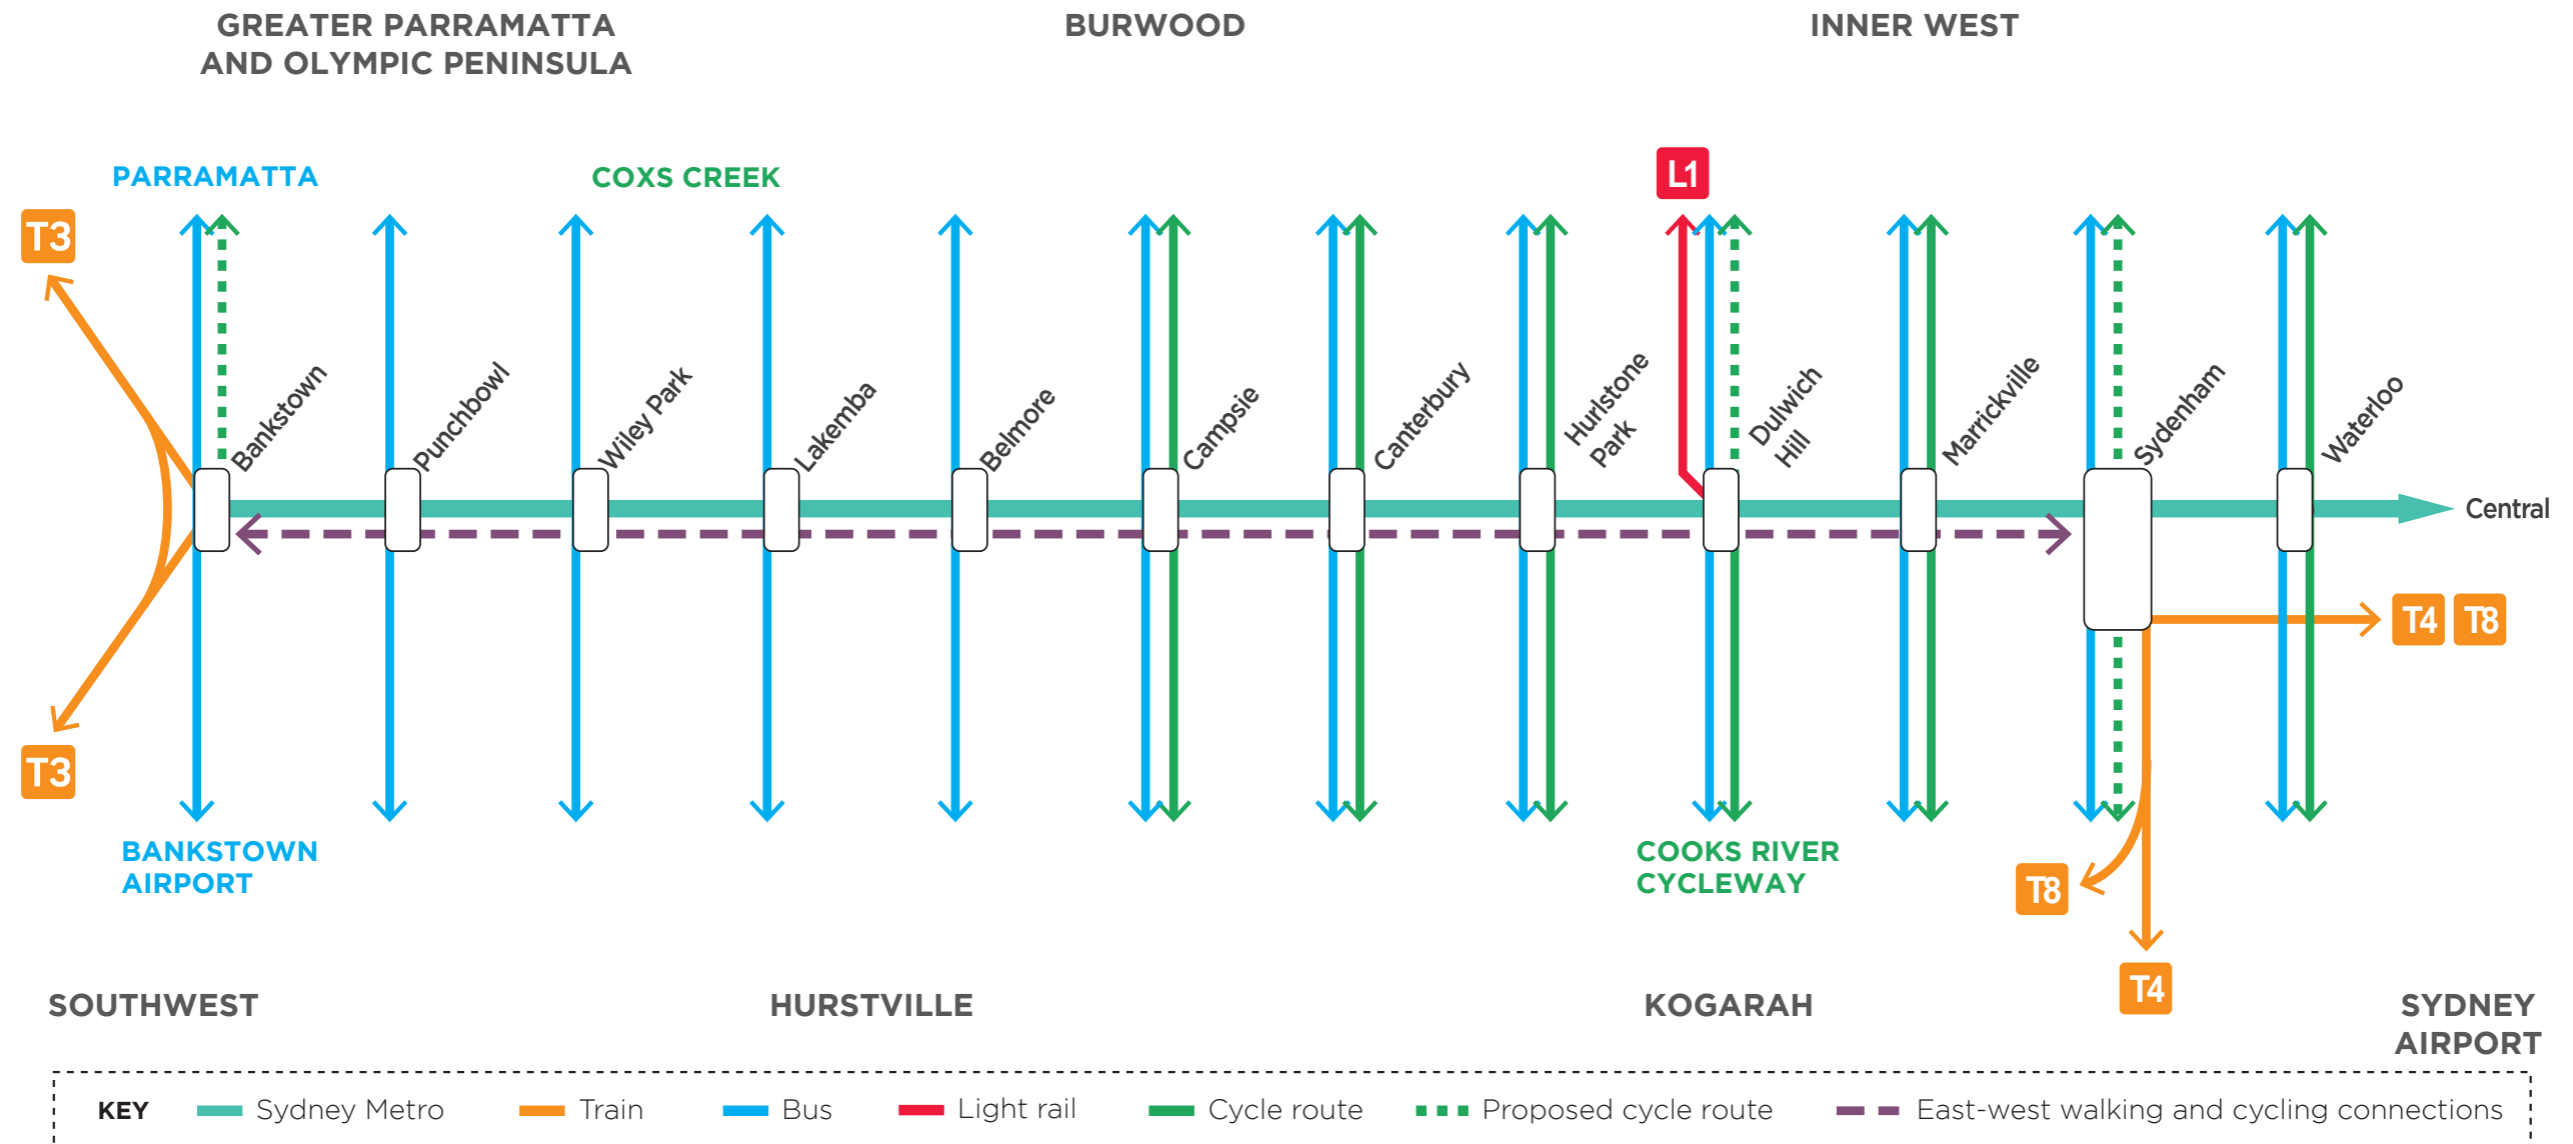 GREATER PARRAMATTA
AND OLYMPIC PENINSULA
BURWOOD
INNER WEST
PARRAMATTA
COXS CREEK
L1
T3
Bankstown
Punchbowl
Wiley Park
Lakemba
Belmore
Campsie
Canterbury
Hurlstone
Park
Dulwich
Hill
Marrickville
Sydenham
Waterloo
Central
T4 T8
T3
BANKSTOWN
AIRPORT
COOKS RIVER
CYCLEWAY
T8
T4
SOUTHWEST
HURSTVILLE
KOGARAH
SYDNEY
AIRPORT
KEY Sydney Metro Train Bus Light rail Cycle route Proposed cycle route East-west walking and cycling connections